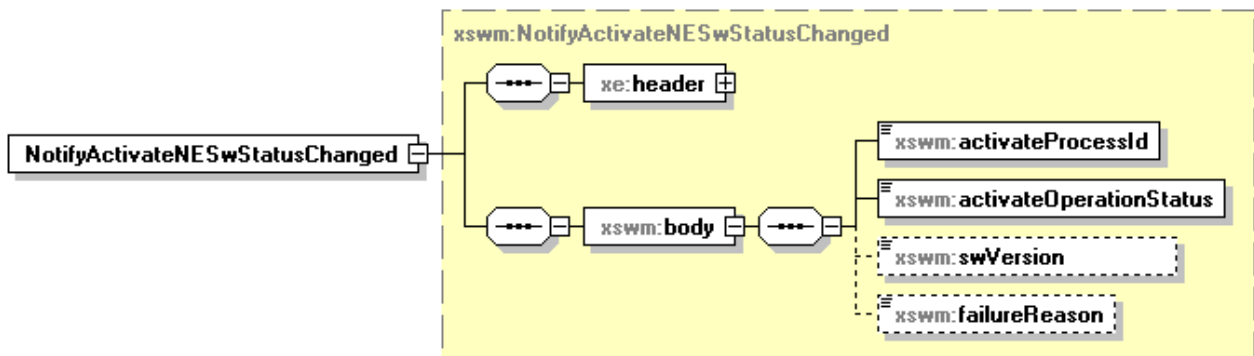 xswm:NotifyActivateNESwStatusChanged
xe:header
NotifyActivateNESwStatusChanged
xswm:activateProcessId
xswm:activateOperationStatus
xswm:body
xswm:swVersion
xswm:failureReason